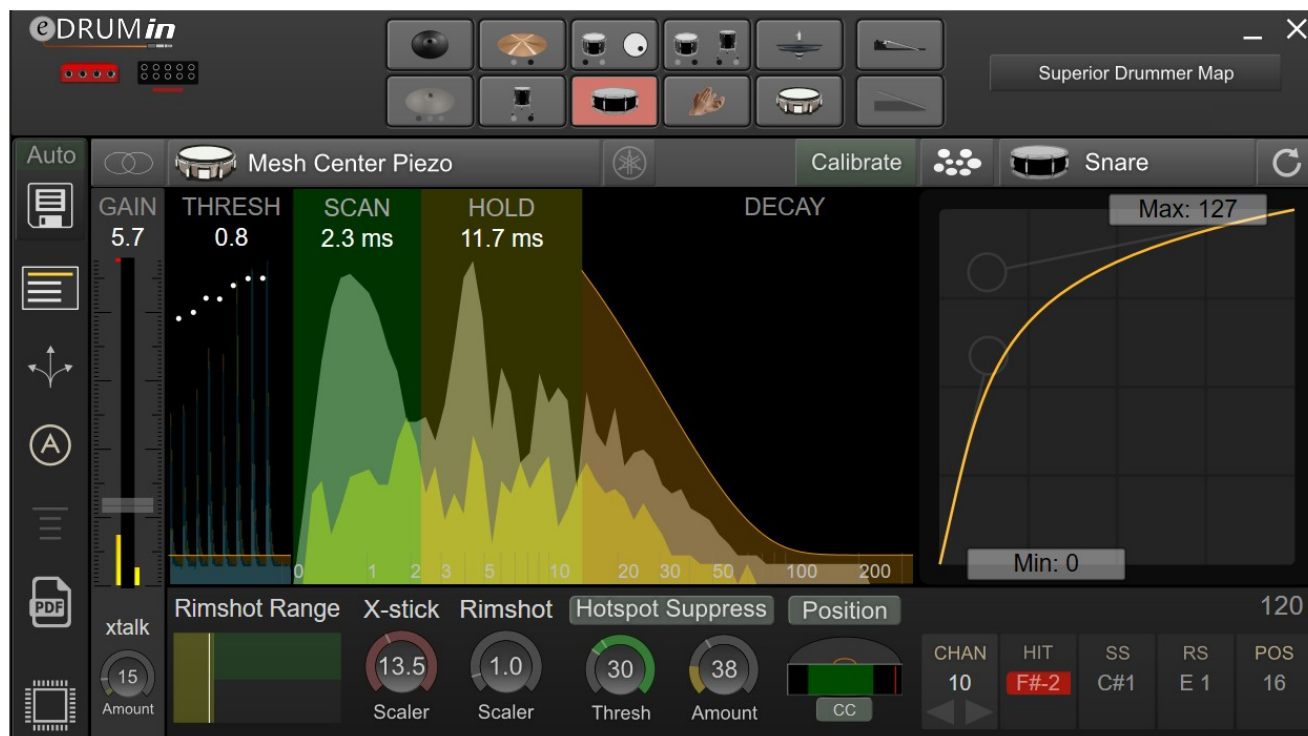 eDRUMin
Superior Drummer Map
Auto
Mesh Center Piezo
Calibrate
Snare
GAIN
5.7
THRESH
0.8
SCAN
2.3 ms
HOLD
11.7 ms
DECAY
Max: 127
Min: 0
0 1 2 3 5 10 20 30 50 100 200
A
PDF
xtalk
15
Amount
Rimshot Range
X-stick
13.5
Scaler
Rimshot
1.0
Scaler
Hotspot Suppress
30
Thresh
38
Amount
Position
CC
120
CHAN HIT SS RS POS
10 F#-2 C#1 E 1 16